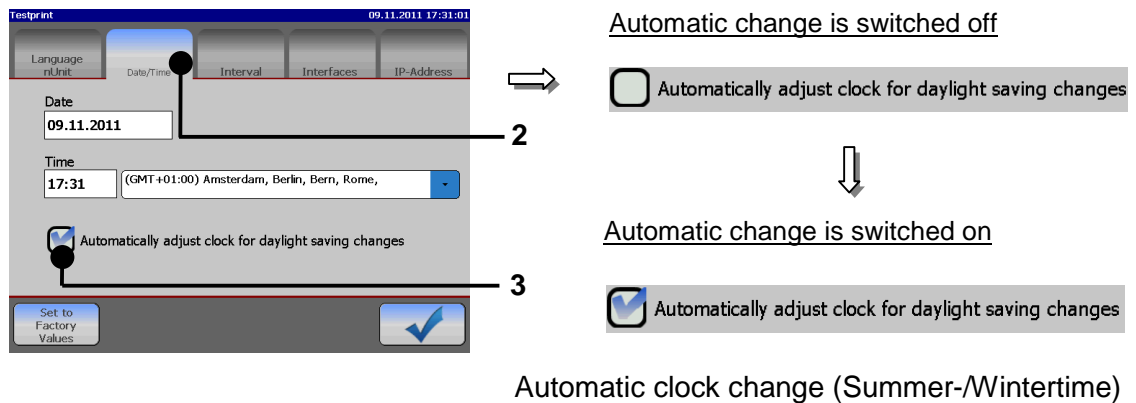 Testprint 09.11.2011 17:31:01
Language
nUnit
Date/Time
Interval
Interfaces
IP-Address
Date
09.11.2011
Time
17:31
(GMT+01:00) Amsterdam, Berlin, Bern, Rome,
Automatically adjust clock for daylight saving changes
Set to
Factory
Values
2
3
Automatic change is switched off
Automatically adjust clock for daylight saving changes
Automatic change is switched on
Automatically adjust clock for daylight saving changes
Automatic clock change (Summer-/Wintertime)